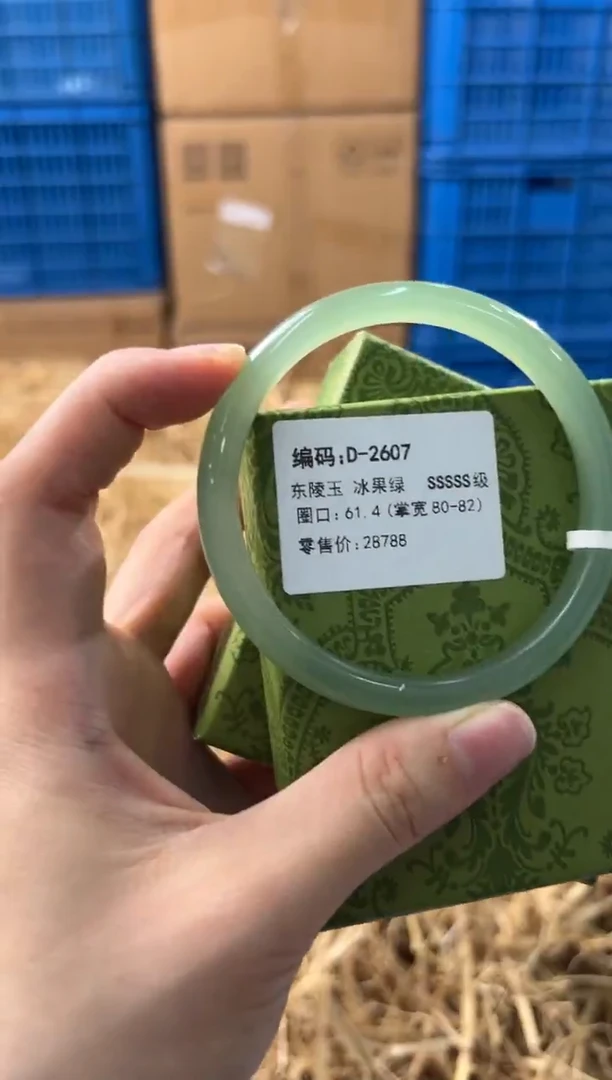 编码:D-2607
东陵玉 冰果绿 SSSSS级
圈口:61.4(掌宽80-82)
零售价:28788